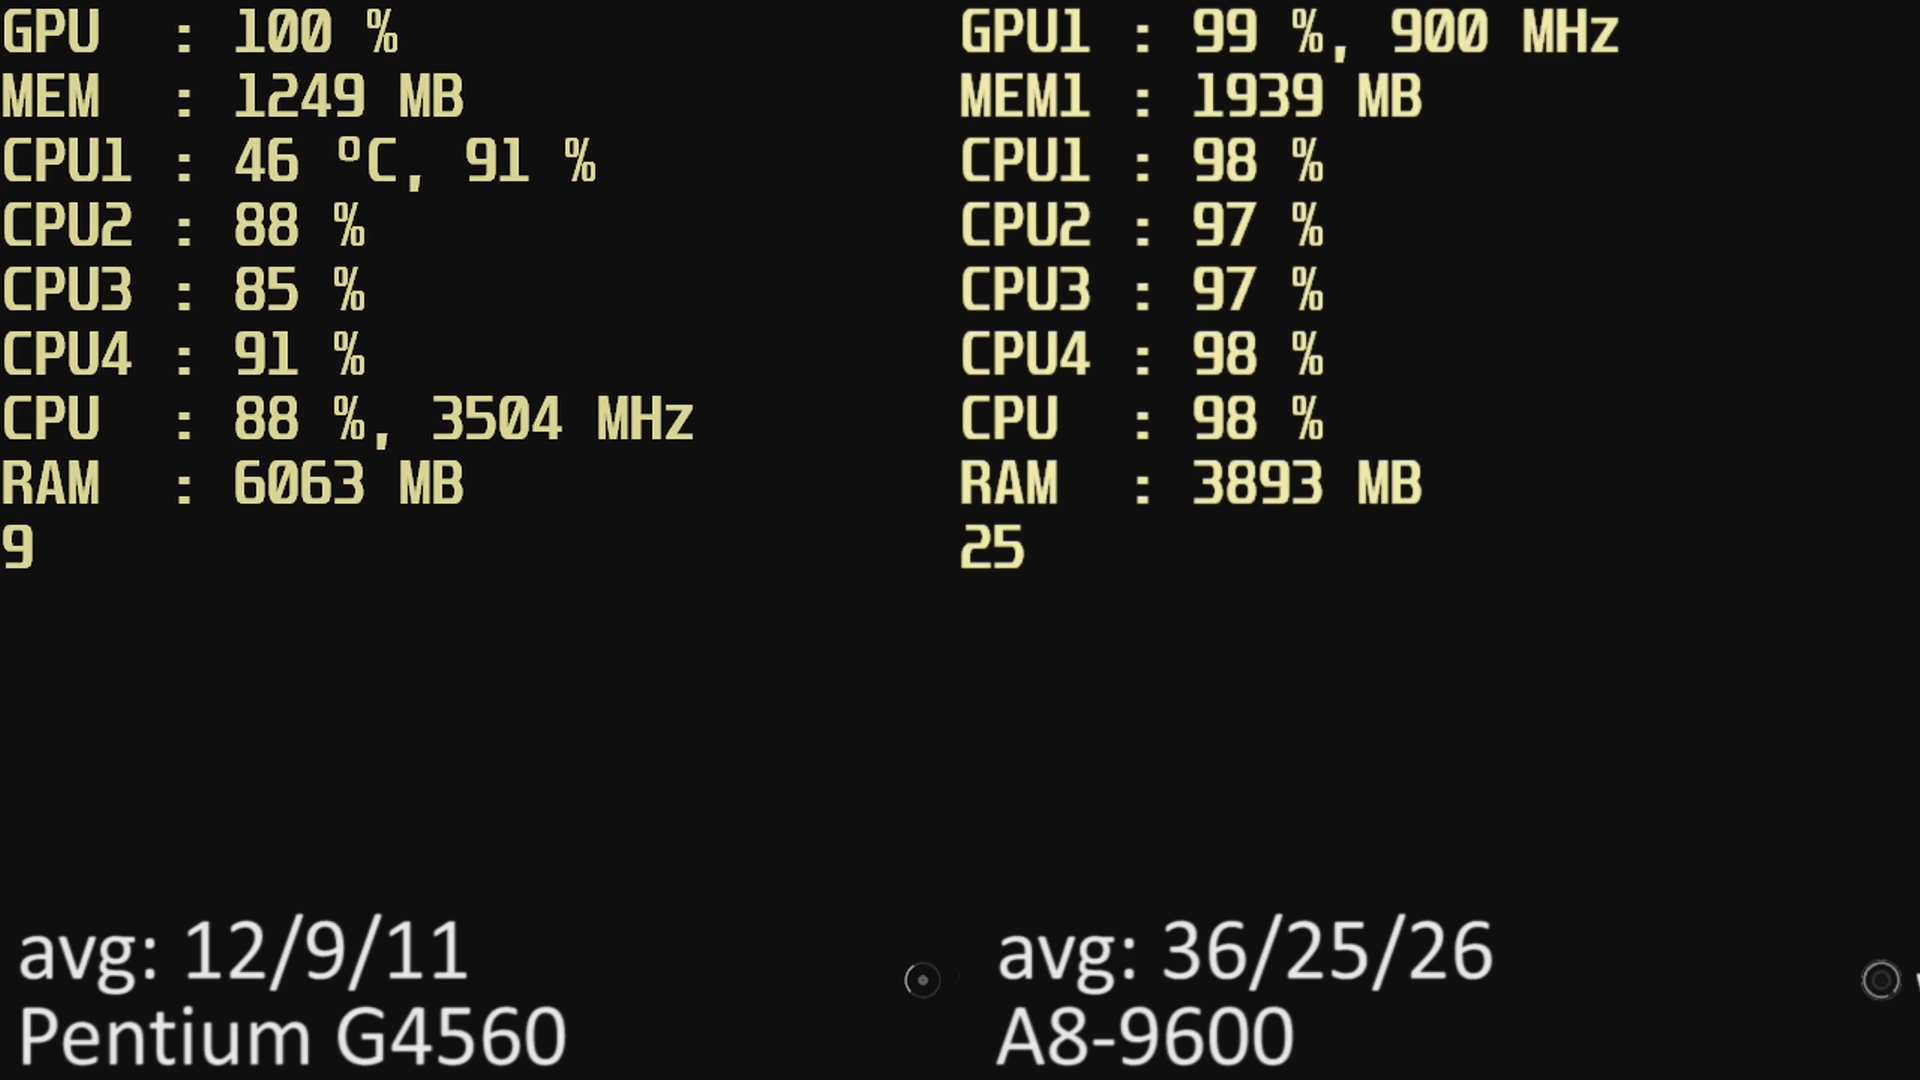 GPU : 100 %
MEM : 1249 MB
CPU1 : 46 ºC, 91 %
CPU2 : 88 %
CPU3 : 85 %
CPU4 : 91 %
CPU : 88 %, 3504 MHz
RAM : 6063 MB
9
avg: 12/9/11
Pentium G4560
GPU1 : 99 %, 900 MHz
MEM1 : 1939 MB
CPU1 : 98 %
CPU2 : 97 %
CPU3 : 97 %
CPU4 : 98 %
CPU : 98 %
RAM : 3893 MB
25
avg: 36/25/26
A8-9600